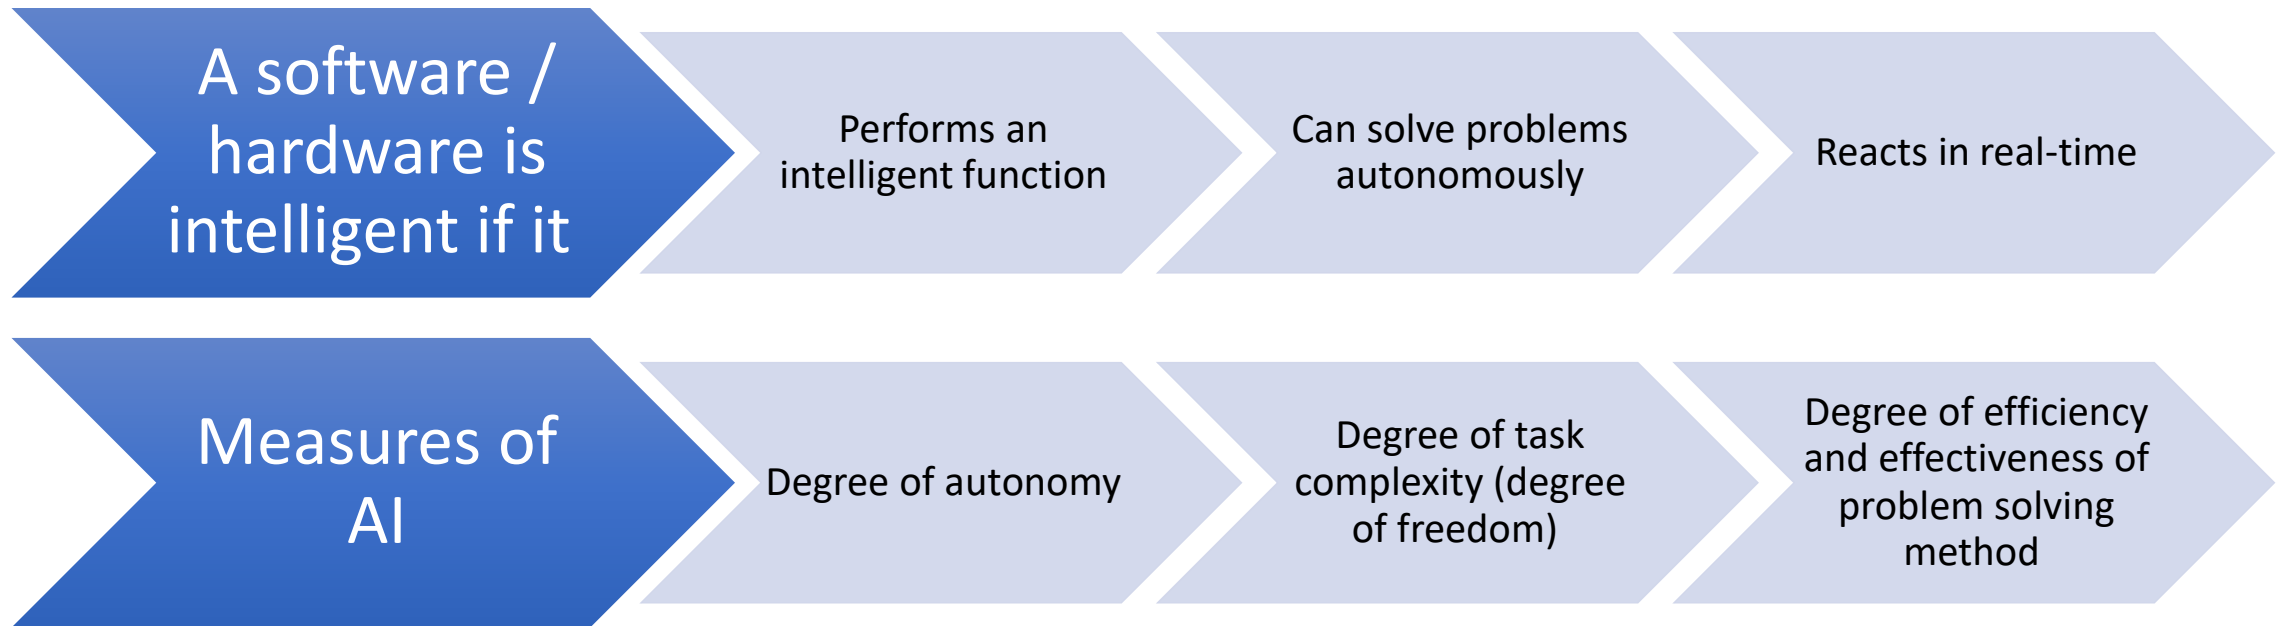 A software /
hardware is
intelligent if it
Performs an
intelligent function
Can solve problems
autonomously
Reacts in real-time
Measures of
AI
Degree of autonomy
Degree of task
complexity (degree
of freedom)
Degree of efficiency
and effectiveness of
problem solving
method